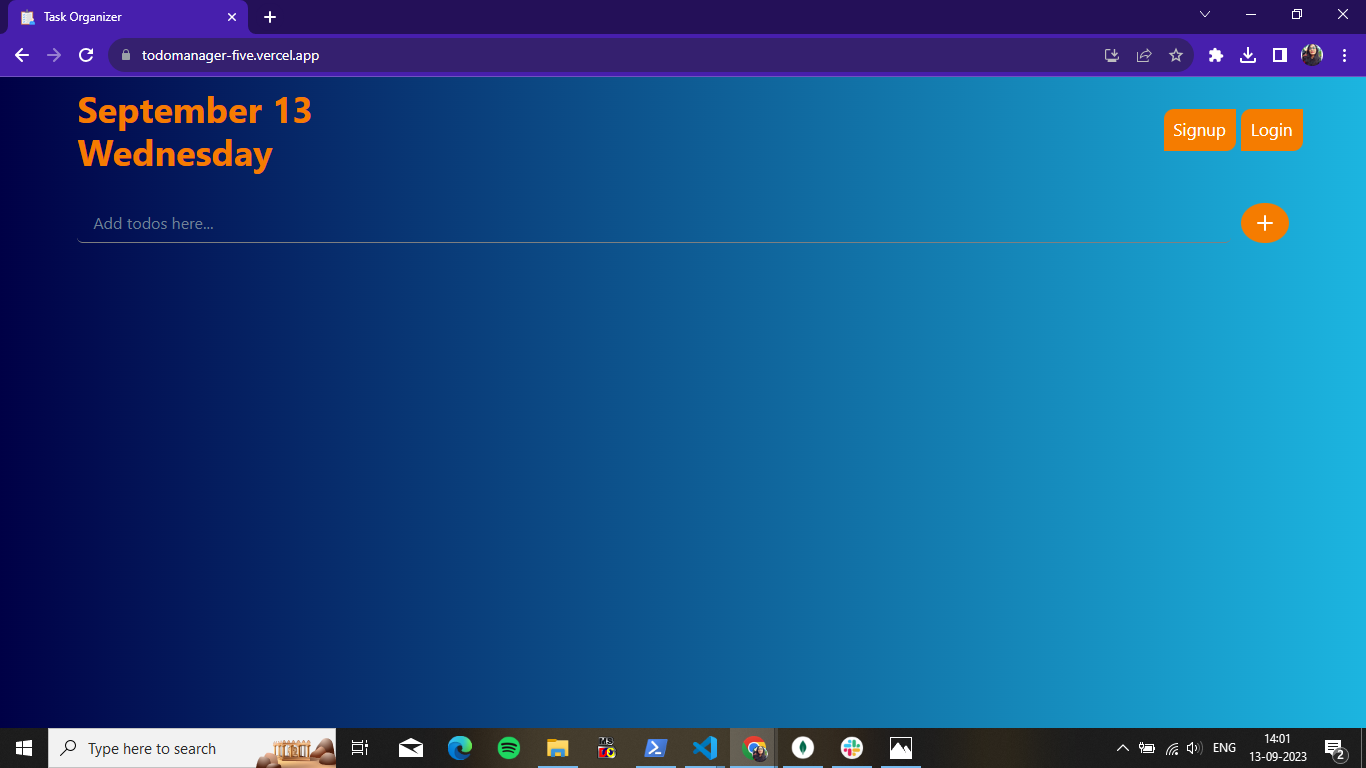 Task Organizer
todomanager-five.vercel.app
September 13
Wednesday
Signup
Login
Add todos here...
Type here to search
ENG
14:01
13-09-2023
2